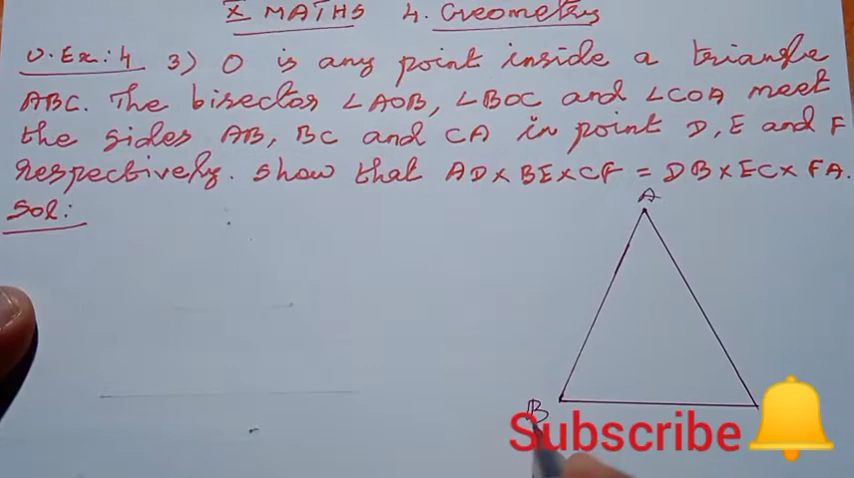 X MATHS 4. Geometry
U.Ex:4 3) O is any point inside a triangle
ABC. The bisector ∠AOB, ∠BOC and ∠COA meet
the sides AB, BC and CA in point D, E and F
respectively. show that AD×BE×CF = DB×EC×FA.
Sol:
A
B
Subscribe